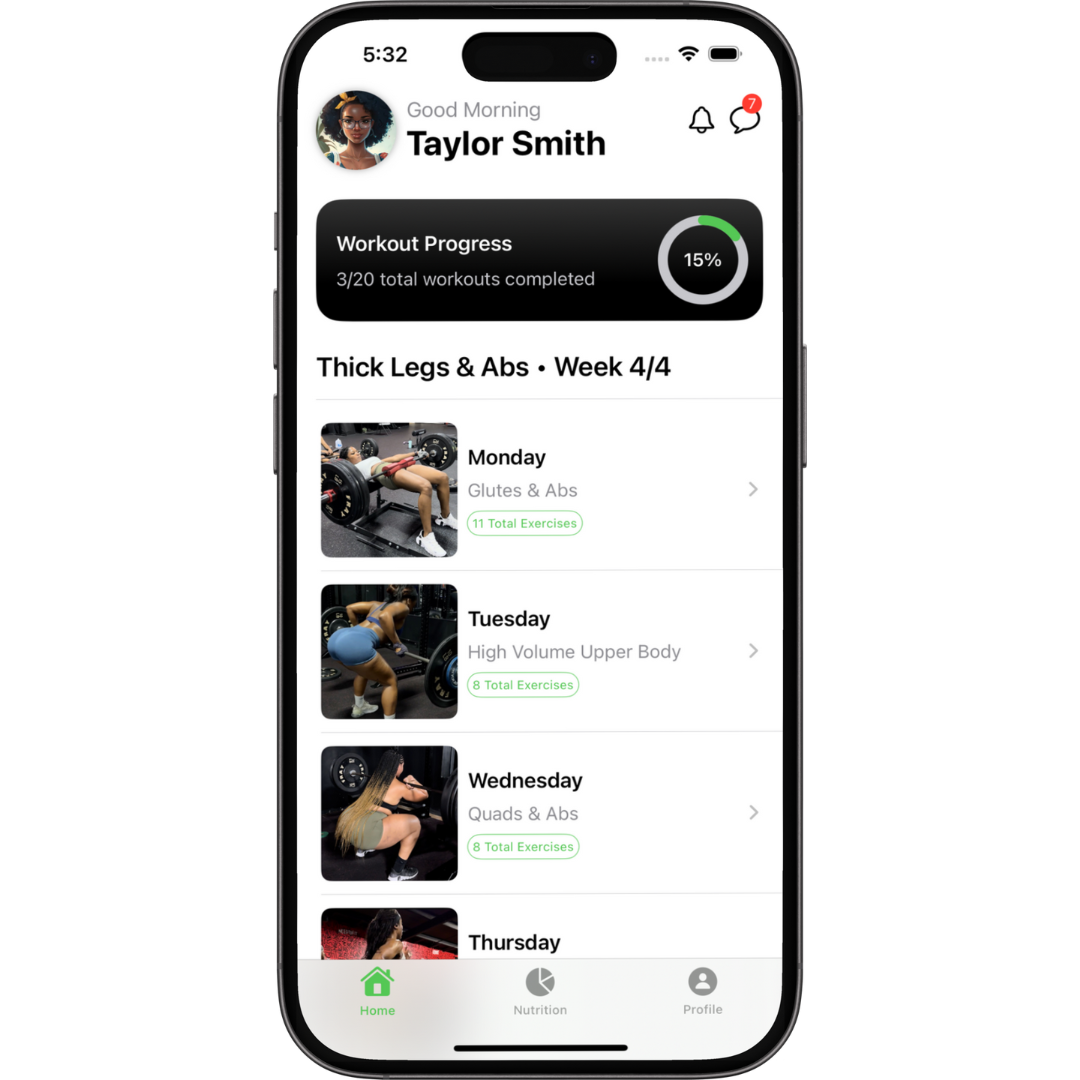 5:32
Good Morning
Taylor Smith
7
Workout Progress
3/20 total workouts completed
15%
Thick Legs & Abs • Week 4/4
Monday
Glutes & Abs
11 Total Exercises
Tuesday
High Volume Upper Body
8 Total Exercises
Wednesday
Quads & Abs
8 Total Exercises
Thursday
Home
Nutrition
Profile